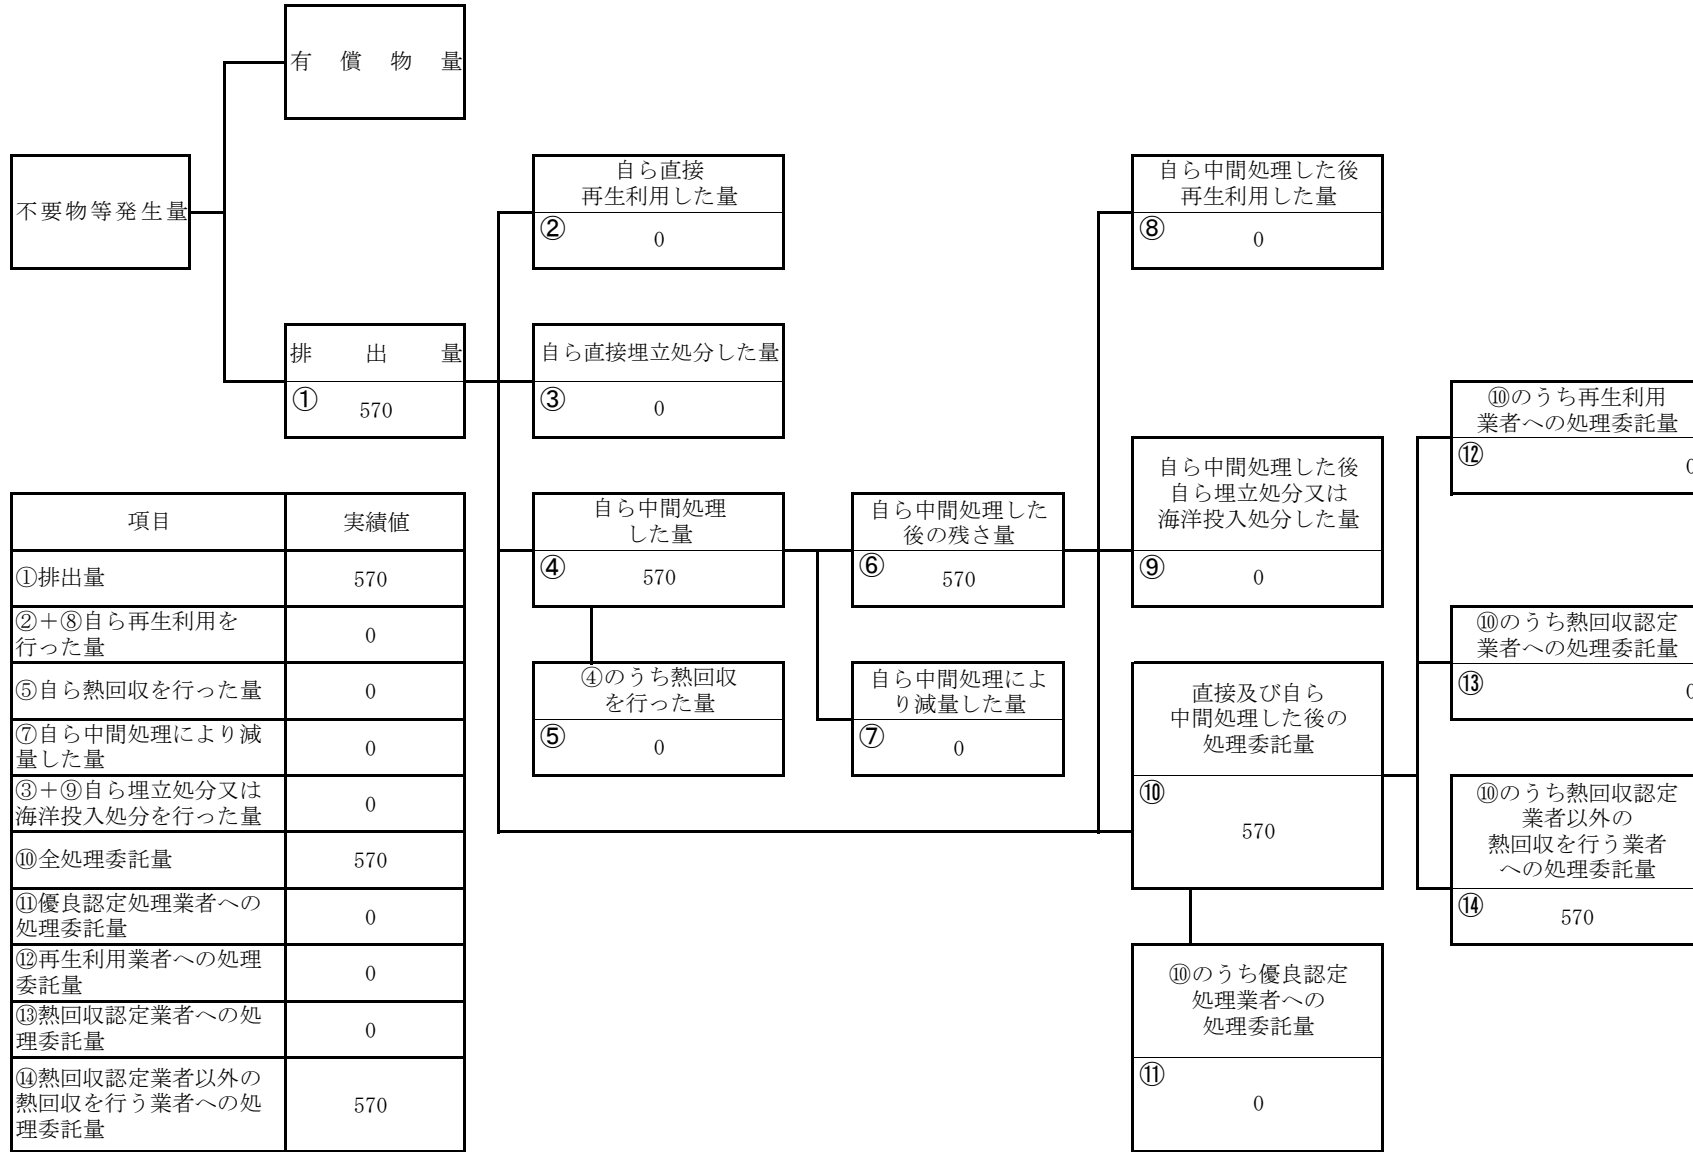 有償物量
不要物等発生量
排出量
① 570
自ら直接
再生利用した量
② 0
自ら直接埋立処分した量
③ 0
自ら中間処理
した量
④ 570
④のうち熱回収
を行った量
⑤ 0
自ら中間処理した
後の残さ量
⑥ 570
自ら中間処理によ
り減量した量
⑦ 0
自ら中間処理した後
再生利用した量
⑧ 0
自ら中間処理した後
自ら埋立処分又は
海洋投入処分した量
⑨ 0
直接及び自ら
中間処理した後の
処理委託量
⑩
570
⑩のうち優良認定
処理業者への
処理委託量
⑪
0
⑩のうち再生利用
業者への処理委託量
⑫ 0
⑩のうち熱回収認定
業者への処理委託量
⑬ 0
⑩のうち熱回収認定
業者以外の
熱回収を行う業者
への処理委託量
⑭ 570
項目 実績値
①排出量 570
②＋⑧自ら再生利用を
行った量 0
⑤自ら熱回収を行った量 0
⑦自ら中間処理により減
量した量 0
③＋⑨自ら埋立処分又は
海洋投入処分を行った量 0
⑩全処理委託量 570
⑪優良認定処理業者への
処理委託量 0
⑫再生利用業者への処理
委託量 0
⑬熱回収認定業者への処
理委託量 0
⑭熱回収認定業者以外の
熱回収を行う業者への処
理委託量 570